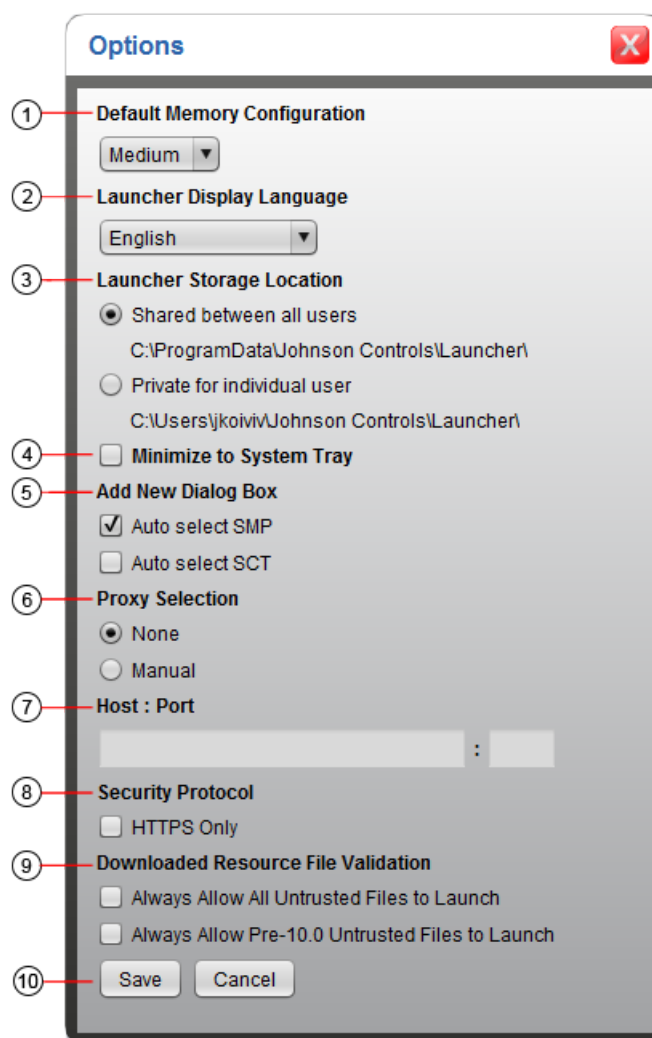 Options
X
1 Default Memory Configuration
Medium
2 Launcher Display Language
English
3 Launcher Storage Location
Shared between all users
C:\ProgramData\Johnson Controls\Launcher\
Private for individual user
C:\Users\jkoiviv\Johnson Controls\Launcher\
4 Minimize to System Tray
5 Add New Dialog Box
Auto select SMP
Auto select SCT
6 Proxy Selection
None
Manual
7 Host : Port
:
8 Security Protocol
HTTPS Only
9 Downloaded Resource File Validation
Always Allow All Untrusted Files to Launch
Always Allow Pre-10.0 Untrusted Files to Launch
10 Save Cancel